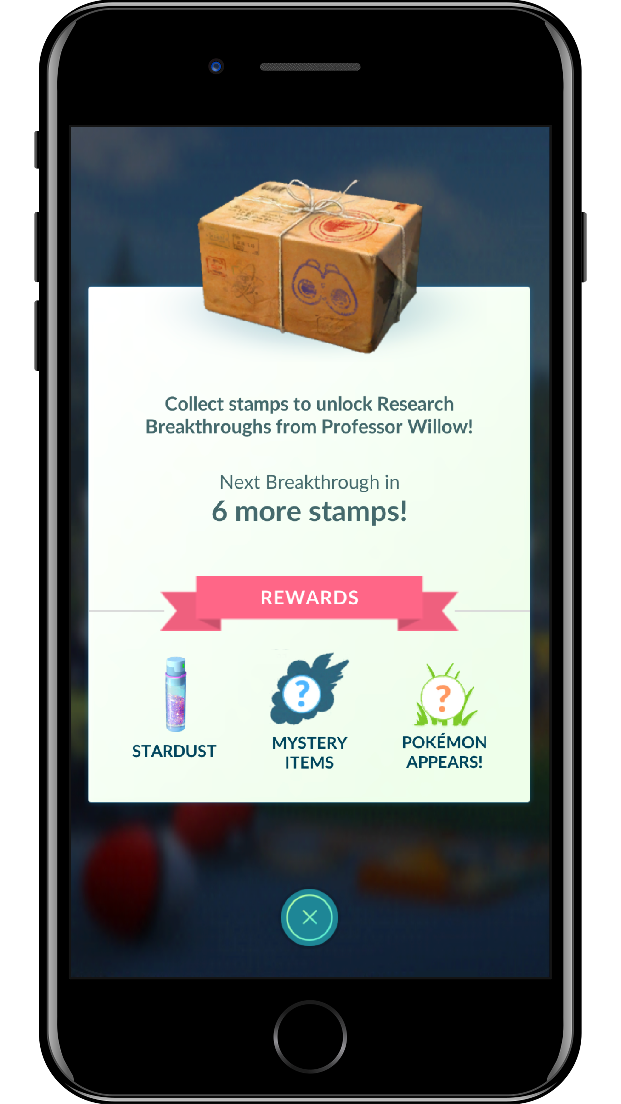 Collect stamps to unlock Research
Breakthroughs from Professor Willow!
Next Breakthrough in
6 more stamps!
REWARDS
?
?
STARDUST
MYSTERY
ITEMS
POKÉMON
APPEARS!